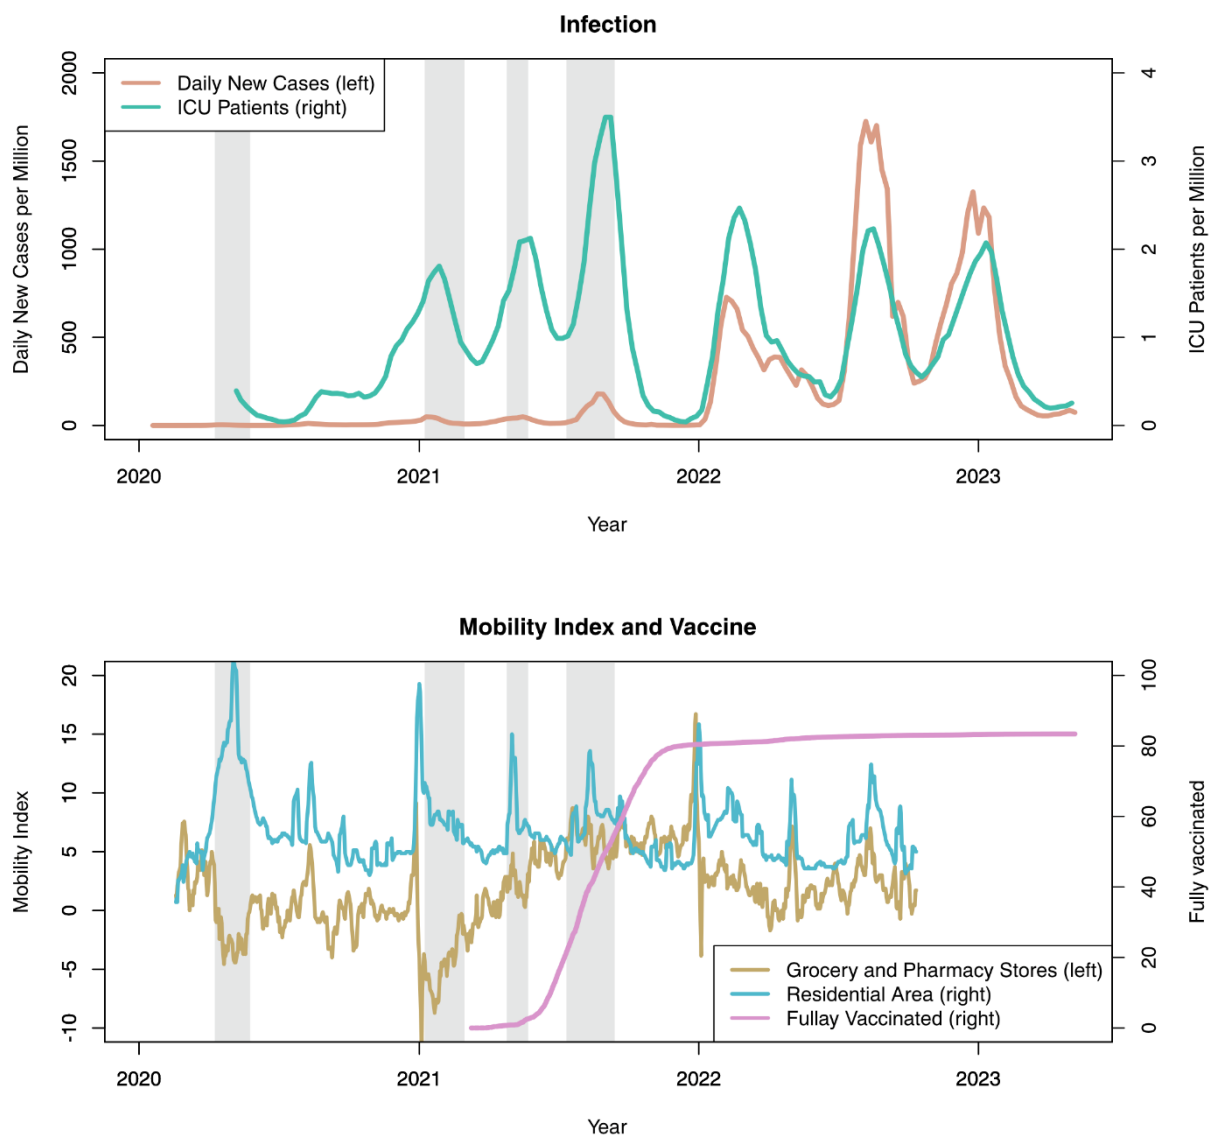 Infection
Daily New Cases (left)
ICU Patients (right)
Daily New Cases per Million
2000
1500
1000
500
0
ICU Patients per Million
4
3
2
1
0
2020 2021 2022 2023
Year
Mobility Index and Vaccine
Mobility Index
20
15
10
5
0
-5
-10
Fully vaccinated
100
80
60
40
20
0
Grocery and Pharmacy Stores (left)
Residential Area (right)
Fullay Vaccinated (right)
2020 2021 2022 2023
Year